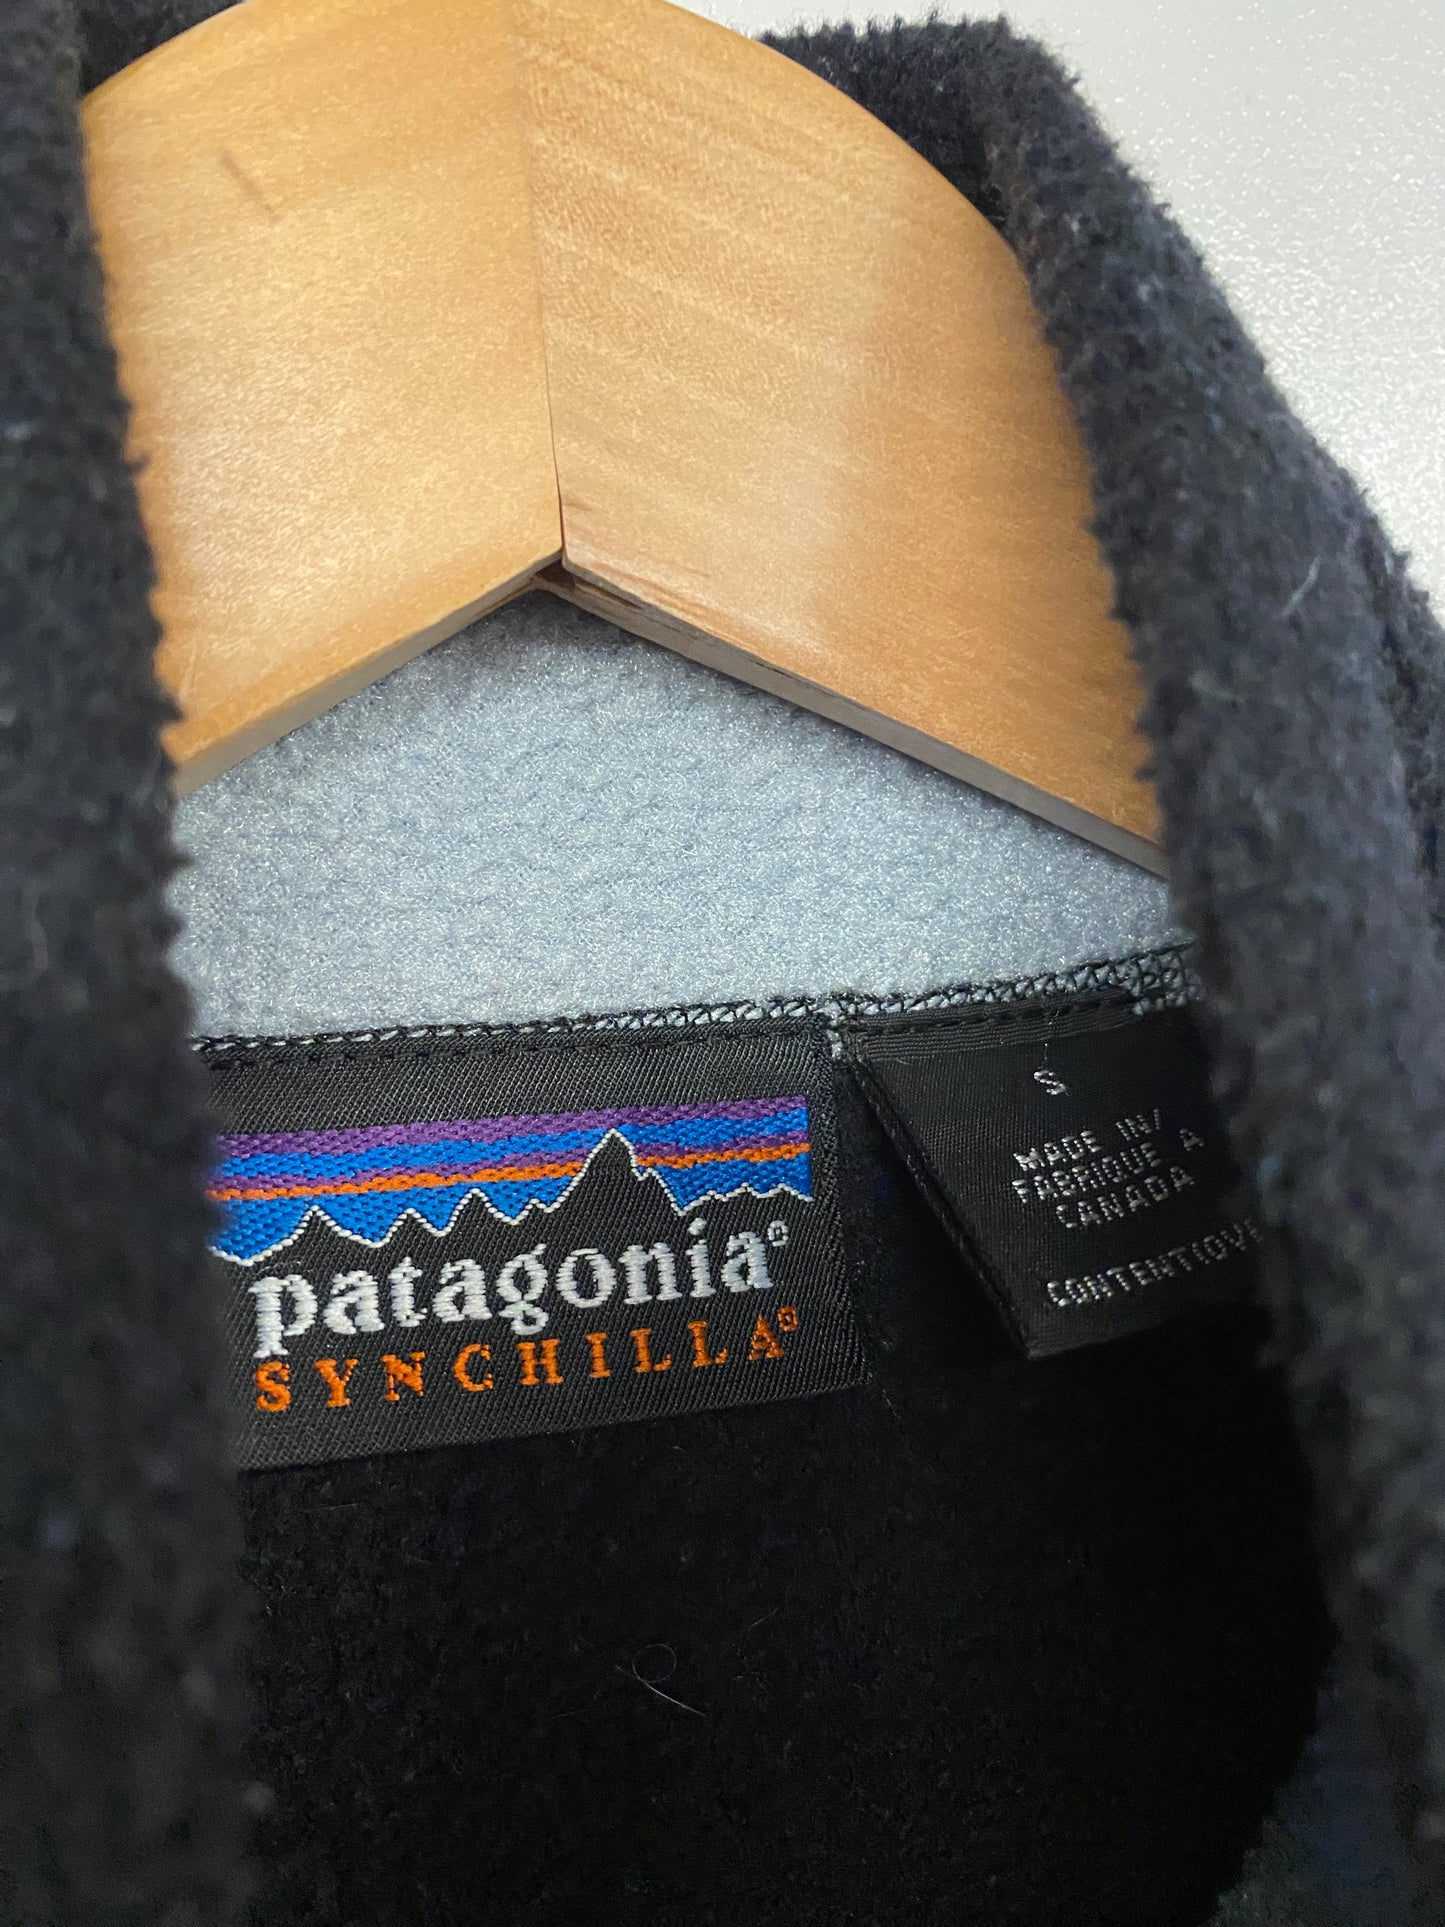 patagonia®
SYNCHILLA®
S
MADE IN/
FABRIQUE A
CANADA